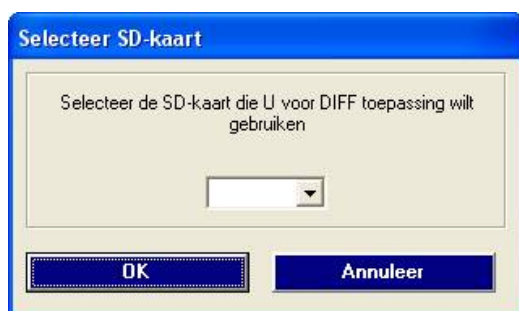 Selecteer SD-kaart
Selecteer de SD-kaart die U voor DIFF toepassing wilt
gebruiken
OK
Annuleer